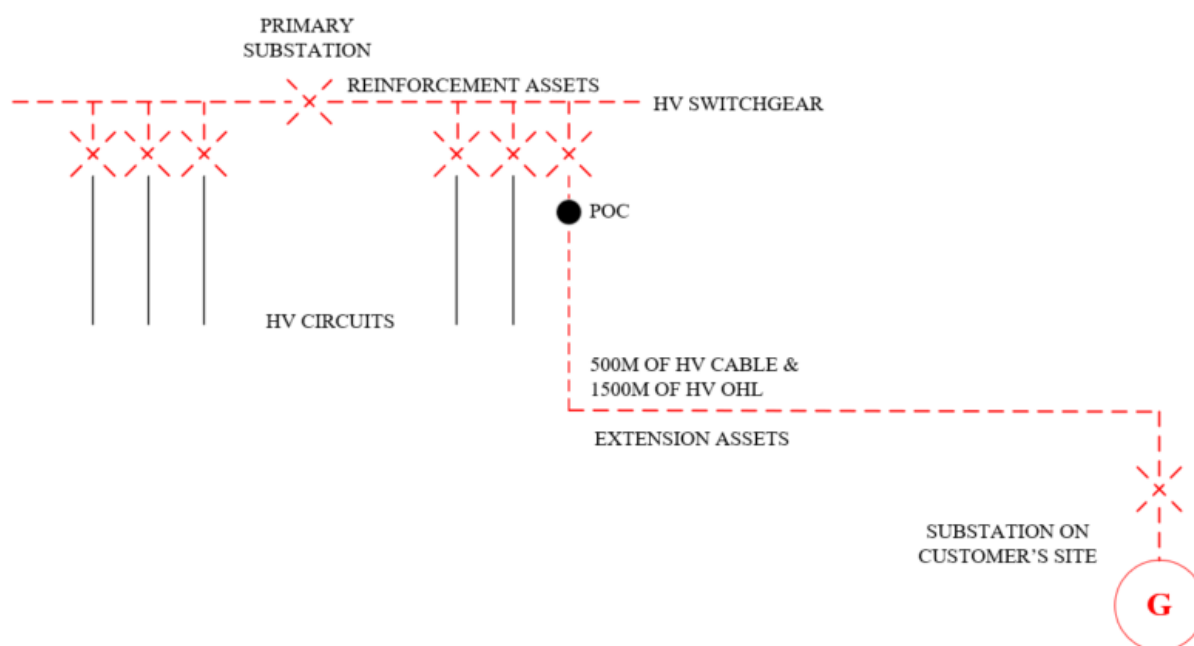 PRIMARY
SUBSTATION
REINFORCEMENT ASSETS
HV SWITCHGEAR
POC
HV CIRCUITS
500M OF HV CABLE &
1500M OF HV OHL
EXTENSION ASSETS
SUBSTATION ON
CUSTOMER'S SITE
G